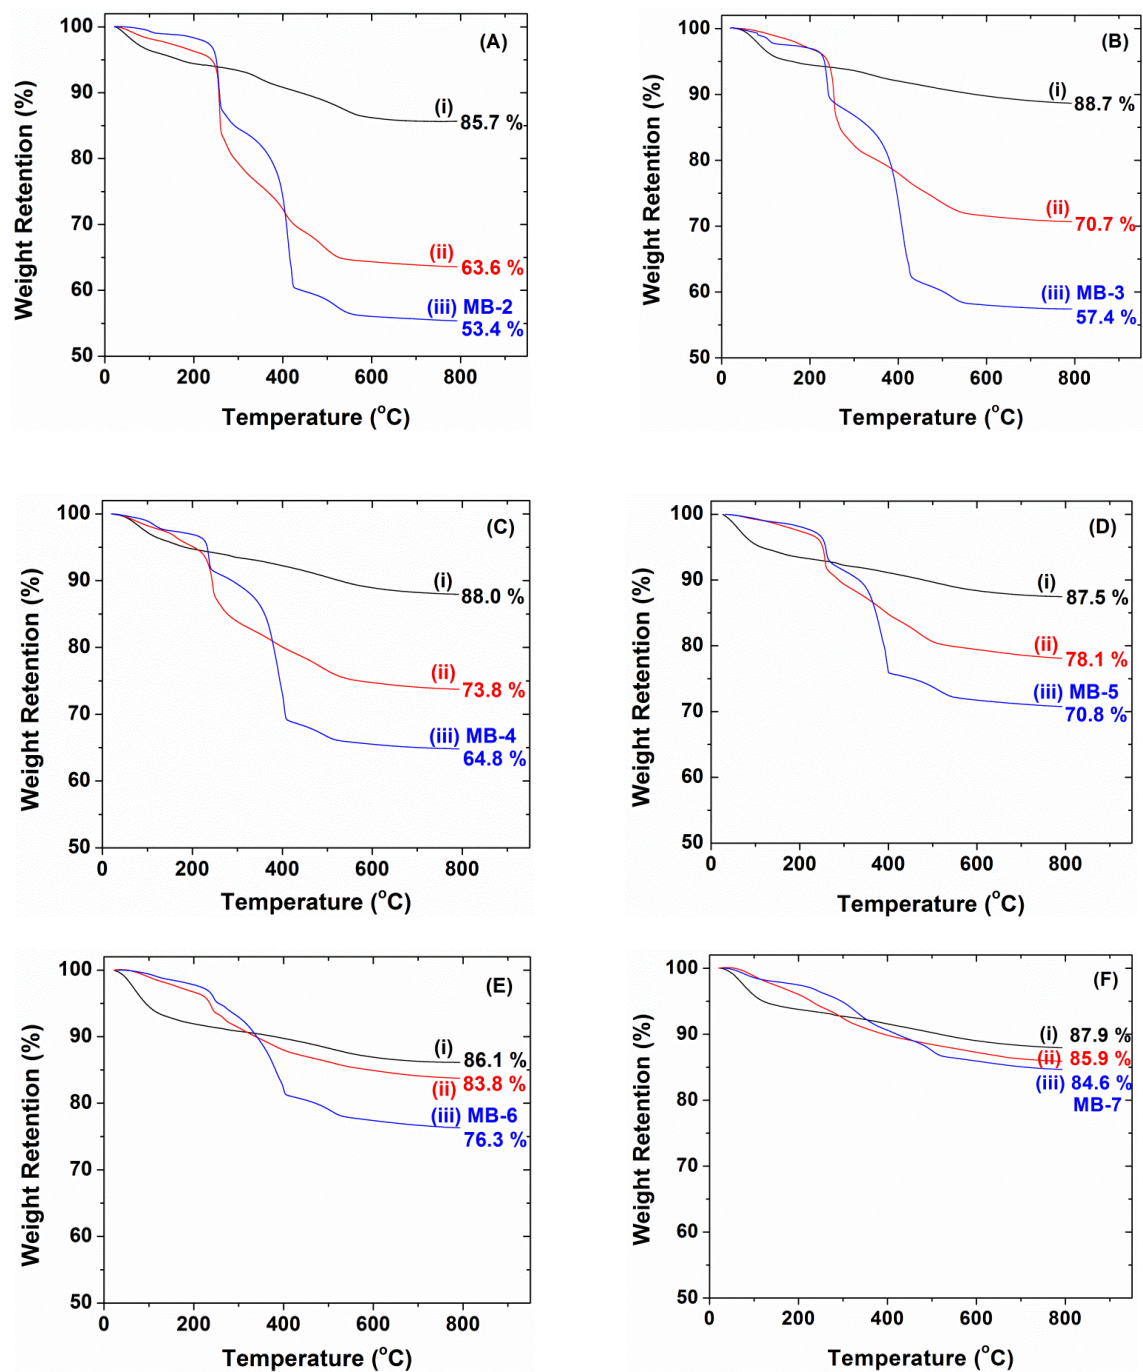 (A)
100
90
80
70
60
50
Weight Retention (%)
(i)
85.7 %
(ii)
63.6 %
(iii) MB-2
53.4 %
0 200 400 600 800
Temperature (°C)
(B)
100
90
80
70
60
50
Weight Retention (%)
(i)
88.7 %
(ii)
70.7 %
(iii) MB-3
57.4 %
0 200 400 600 800
Temperature (°C)
(C)
100
90
80
70
60
50
Weight Retention (%)
(i)
88.0 %
(ii)
73.8 %
(iii) MB-4
64.8 %
0 200 400 600 800
Temperature (°C)
(D)
100
90
80
70
60
50
Weight Retention (%)
(i)
87.5 %
(ii)
78.1 %
(iii) MB-5
70.8 %
0 200 400 600 800
Temperature (°C)
(E)
100
90
80
70
60
50
Weight Retention (%)
(i)
86.1 %
(ii) 83.8 %
(iii) MB-6
76.3 %
0 200 400 600 800
Temperature (°C)
(F)
100
90
80
70
60
50
Weight Retention (%)
(i) 87.9 %
(ii) 85.9 %
(iii) 84.6 %
MB-7
0 200 400 600 800
Temperature (°C)